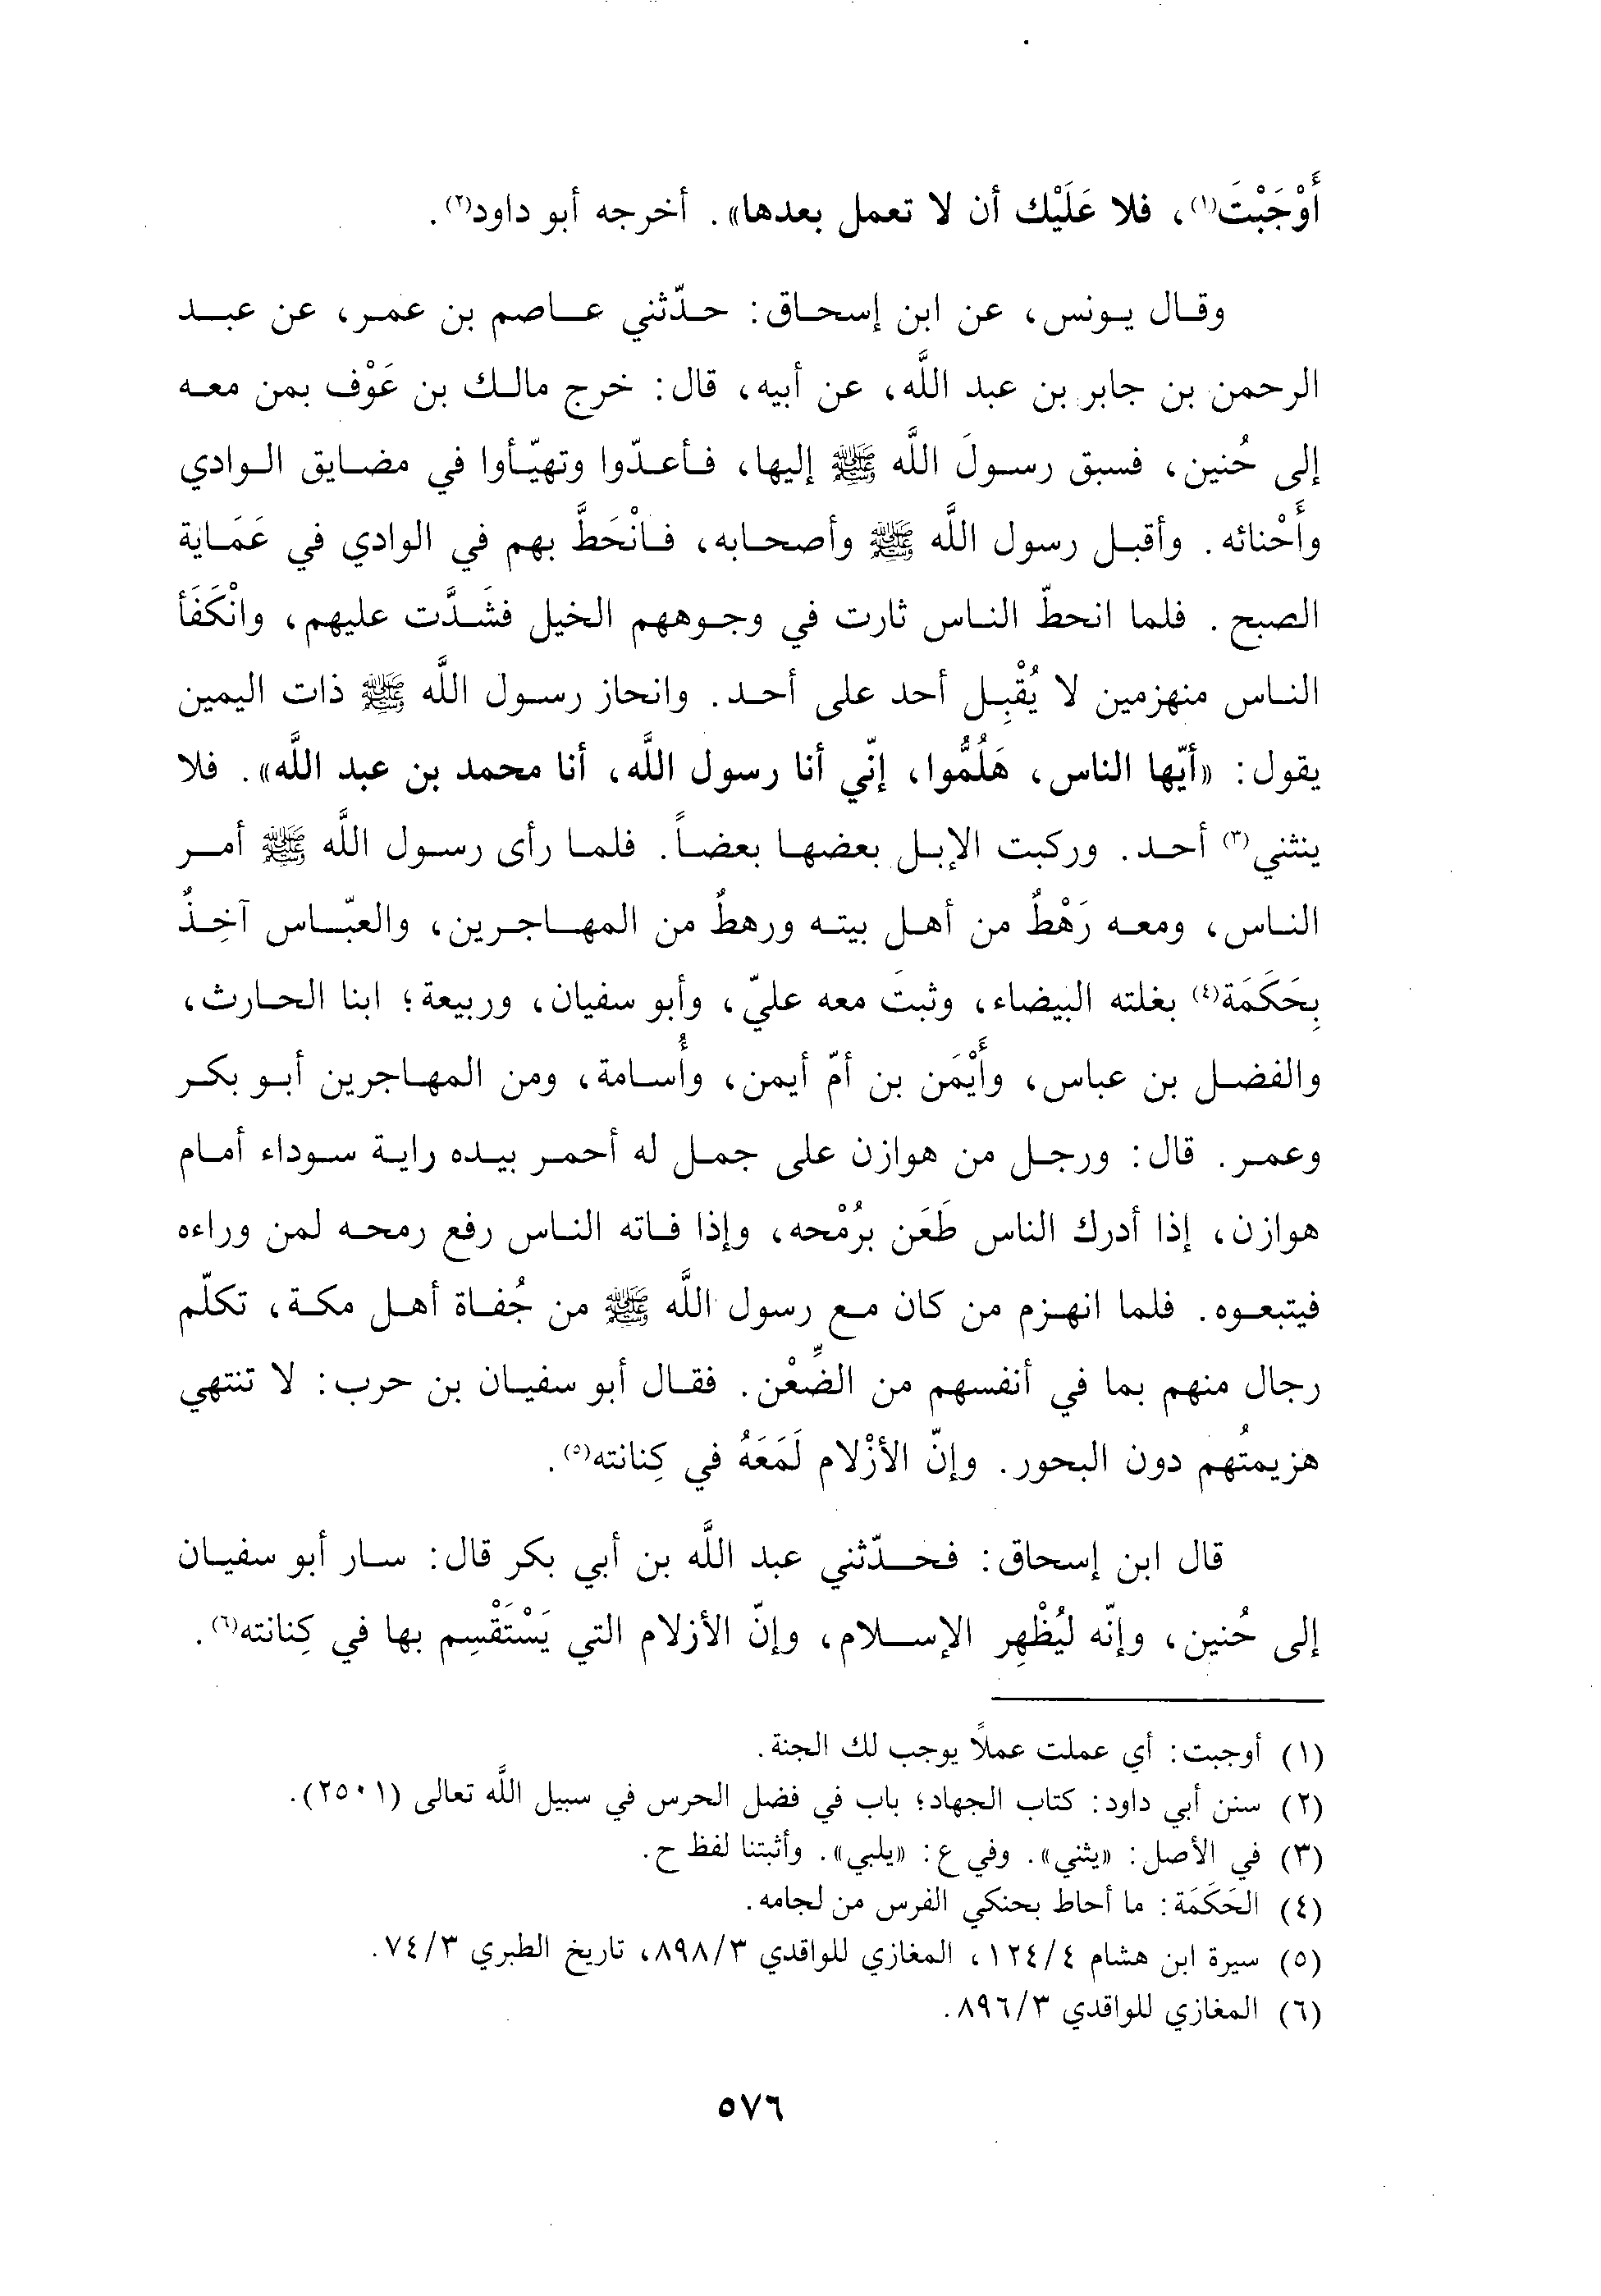 أَوْجَبْتَ(١)، فلا عَلَيْك أن لا تعمل بعدها». أخرجه أبو داود(٢).
وقال يونس، عن ابن إسحاق: حدّثني عاصم بن عمر، عن عبد
الرحمن بن جابر بن عبد اللَّه، عن أبيه، قال: خرج مالك بن عَوْف بمن معه
إلى حُنين، فسبق رسولَ اللَّه ﷺ إليها، فأعدّوا وتهيّأوا في مضايق الوادي
وأَحْنائه. وأقبل رسول اللَّه ﷺ وأصحابه، فانْحَطَّ بهم في الوادي في عَمَاية
الصبح. فلما انحطّ الناس ثارت في وجوههم الخيل فشَدَّت عليهم، وانْكَفَأ
الناس منهزمين لا يُقْبِل أحد على أحد. وانحاز رسول اللَّه ﷺ ذات اليمين
يقول: «أيّها الناس، هَلُمُّوا، إنّي أنا رسول اللَّه، أنا محمد بن عبد اللَّه». فلا
ينثني(٣) أحد. وركبت الإبل بعضها بعضاً. فلما رأى رسول اللَّه ﷺ أمر
الناس، ومعه رَهْطٌ من أهل بيته ورهطٌ من المهاجرين، والعبّاس آخِذٌ
بِحَكَمَة(٤) بغلته البيضاء، وثبتَ معه عليّ، وأبو سفيان، وربيعة؛ ابنا الحارث،
والفضل بن عباس، وأَيْمَن بن أمّ أيمن، وأُسامة، ومن المهاجرين أبو بكر
وعمر. قال: ورجل من هوازن على جمل له أحمر بيده راية سوداء أمام
هوازن، إذا أدرك الناس طَعَن برُمْحه، وإذا فاته الناس رفع رمحه لمن وراءه
فيتبعوه. فلما انهزم من كان مع رسول اللَّه ﷺ من جُفاة أهل مكة، تكلّم
رجال منهم بما في أنفسهم من الضِّغْن. فقال أبو سفيان بن حرب: لا تنتهي
هزيمتُهم دون البحور. وإنّ الأزْلام لَمَعَهُ في كِنانته(٥).
قال ابن إسحاق: فحدّثني عبد اللَّه بن أبي بكر قال: سار أبو سفيان
إلى حُنين، وإنّه ليُظْهِر الإسلام، وإنّ الأزلام التي يَسْتَقْسِم بها في كِنانته(٦).
(١) أوجبت: أي عملت عملاً يوجب لك الجنة.
(٢) سنن أبي داود: كتاب الجهاد؛ باب في فضل الحرس في سبيل اللَّه تعالى (٢٥٠١).
(٣) في الأصل: «يثني». وفي ع: «يلبي». وأثبتنا لفظ ح.
(٤) الحَكَمَة: ما أحاط بحنكي الفرس من لجامه.
(٥) سيرة ابن هشام ١٢٤/٤، المغازي للواقدي ٨٩٨/٣، تاريخ الطبري ٧٤/٣.
(٦) المغازي للواقدي ٨٩٦/٣.
٥٧٦